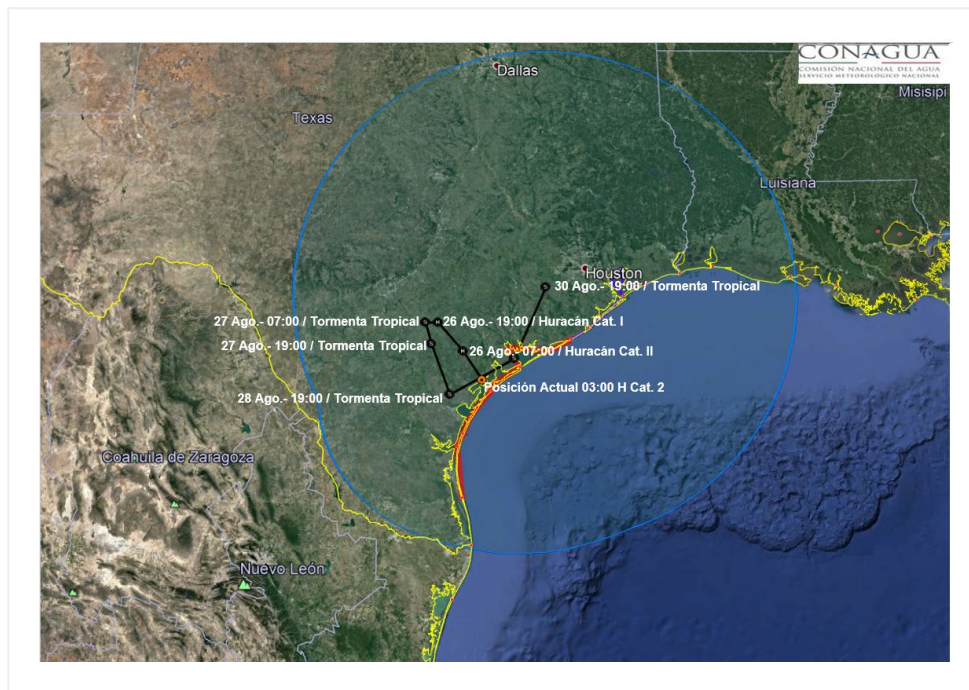 CONAGUA
COMISIÓN NACIONAL DEL AGUA
SERVICIO METEOROLÓGICO NACIONAL
Dallas
Misisipi
Texas
Luisiana
Houston
30 Ago.- 19:00 / Tormenta Tropical
27 Ago.- 07:00 / Tormenta Tropical
26 Ago.- 19:00 / Huracán Cat. I
27 Ago.- 19:00 / Tormenta Tropical
26 Ago.- 07:00 / Huracán Cat. II
Posición Actual 03:00 H Cat. 2
28 Ago.- 19:00 / Tormenta Tropical
Coahuila de Zaragoza
Nuevo León